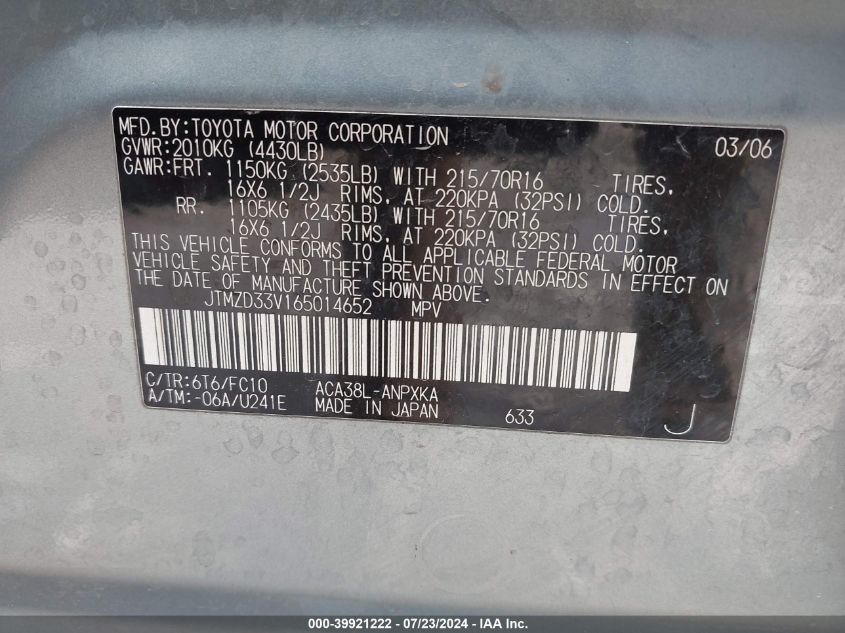 MFD.BY:TOYOTA MOTOR CORPORATION 03/06
GVWR:2010KG (4430LB)
GAWR:FRT. 1150KG (2535LB) WITH 215/70R16 TIRES,
16X6 1/2J RIMS, AT 220KPA (32PSI) COLD.
RR. 1105KG (2435LB) WITH 215/70R16 TIRES,
16X6 1/2J RIMS, AT 220KPA (32PSI) COLD.
THIS VEHICLE CONFORMS TO ALL APPLICABLE FEDERAL MOTOR
VEHICLE SAFETY AND THEFT PREVENTION STANDARDS IN EFFECT ON
THE DATE OF MANUFACTURE SHOWN ABOVE.
JTMZD33V165014652 MPV
C/TR:6T6/FC10 ACA38L-ANPXKA
A/TM:-06A/U241E MADE IN JAPAN 633 J
000-39921222 - 07/23/2024 - IAA Inc.